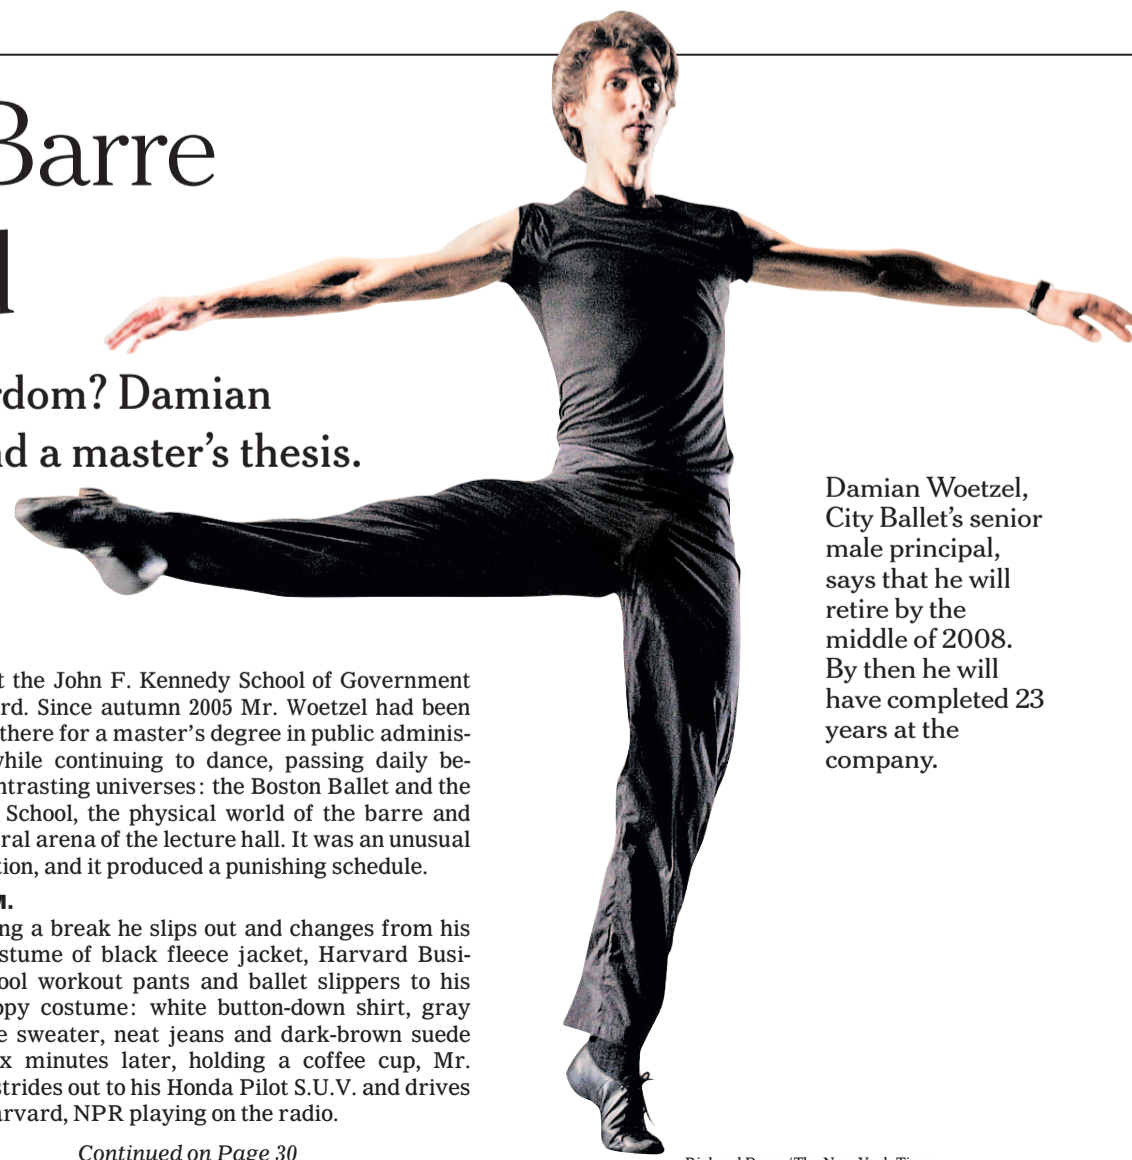 Barre
d
rdom? Damian
nd a master's thesis.
t the John F. Kennedy School of Government
rd. Since autumn 2005 Mr. Woetzel had been
there for a master's degree in public adminis-
while continuing to dance, passing daily be-
ntrasting universes: the Boston Ballet and the
School, the physical world of the barre and
ral arena of the lecture hall. It was an unusual
tion, and it produced a punishing schedule.
M.
ng a break he slips out and changes from his
stume of black fleece jacket, Harvard Busi-
ool workout pants and ballet slippers to his
ppy costume: white button-down shirt, gray
e sweater, neat jeans and dark-brown suede
x minutes later, holding a coffee cup, Mr.
strides out to his Honda Pilot S.U.V. and drives
arvard, NPR playing on the radio.
Continued on Page 30
Damian Woetzel,
City Ballet's senior
male principal,
says that he will
retire by the
middle of 2008.
By then he will
have completed 23
years at the
company.